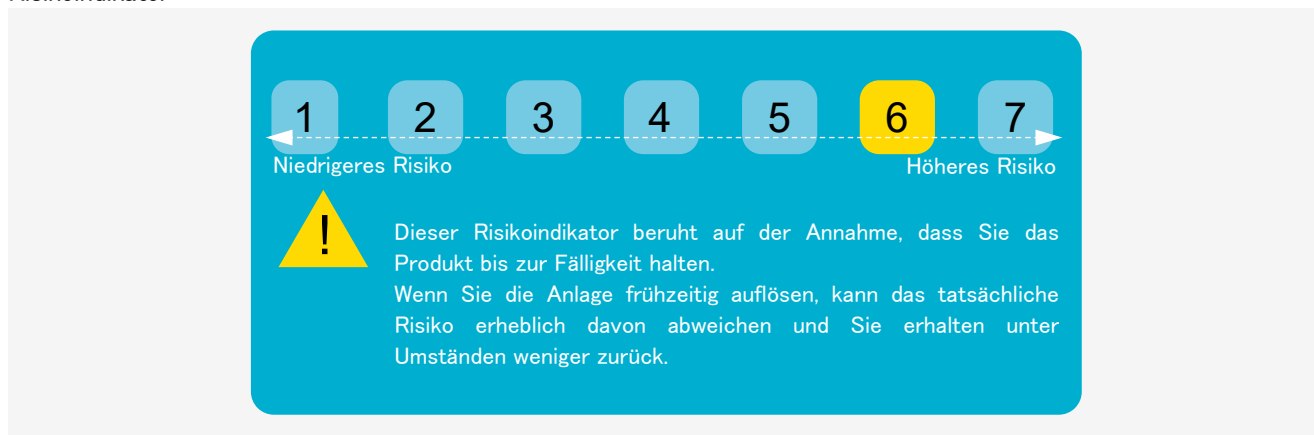 1 2 3 4 5 6 7
Niedrigeres Risiko Höheres Risiko
!
Dieser Risikoindikator beruht auf der Annahme, dass Sie das
Produkt bis zur Fälligkeit halten.
Wenn Sie die Anlage frühzeitig auflösen, kann das tatsächliche
Risiko erheblich davon abweichen und Sie erhalten unter
Umständen weniger zurück.